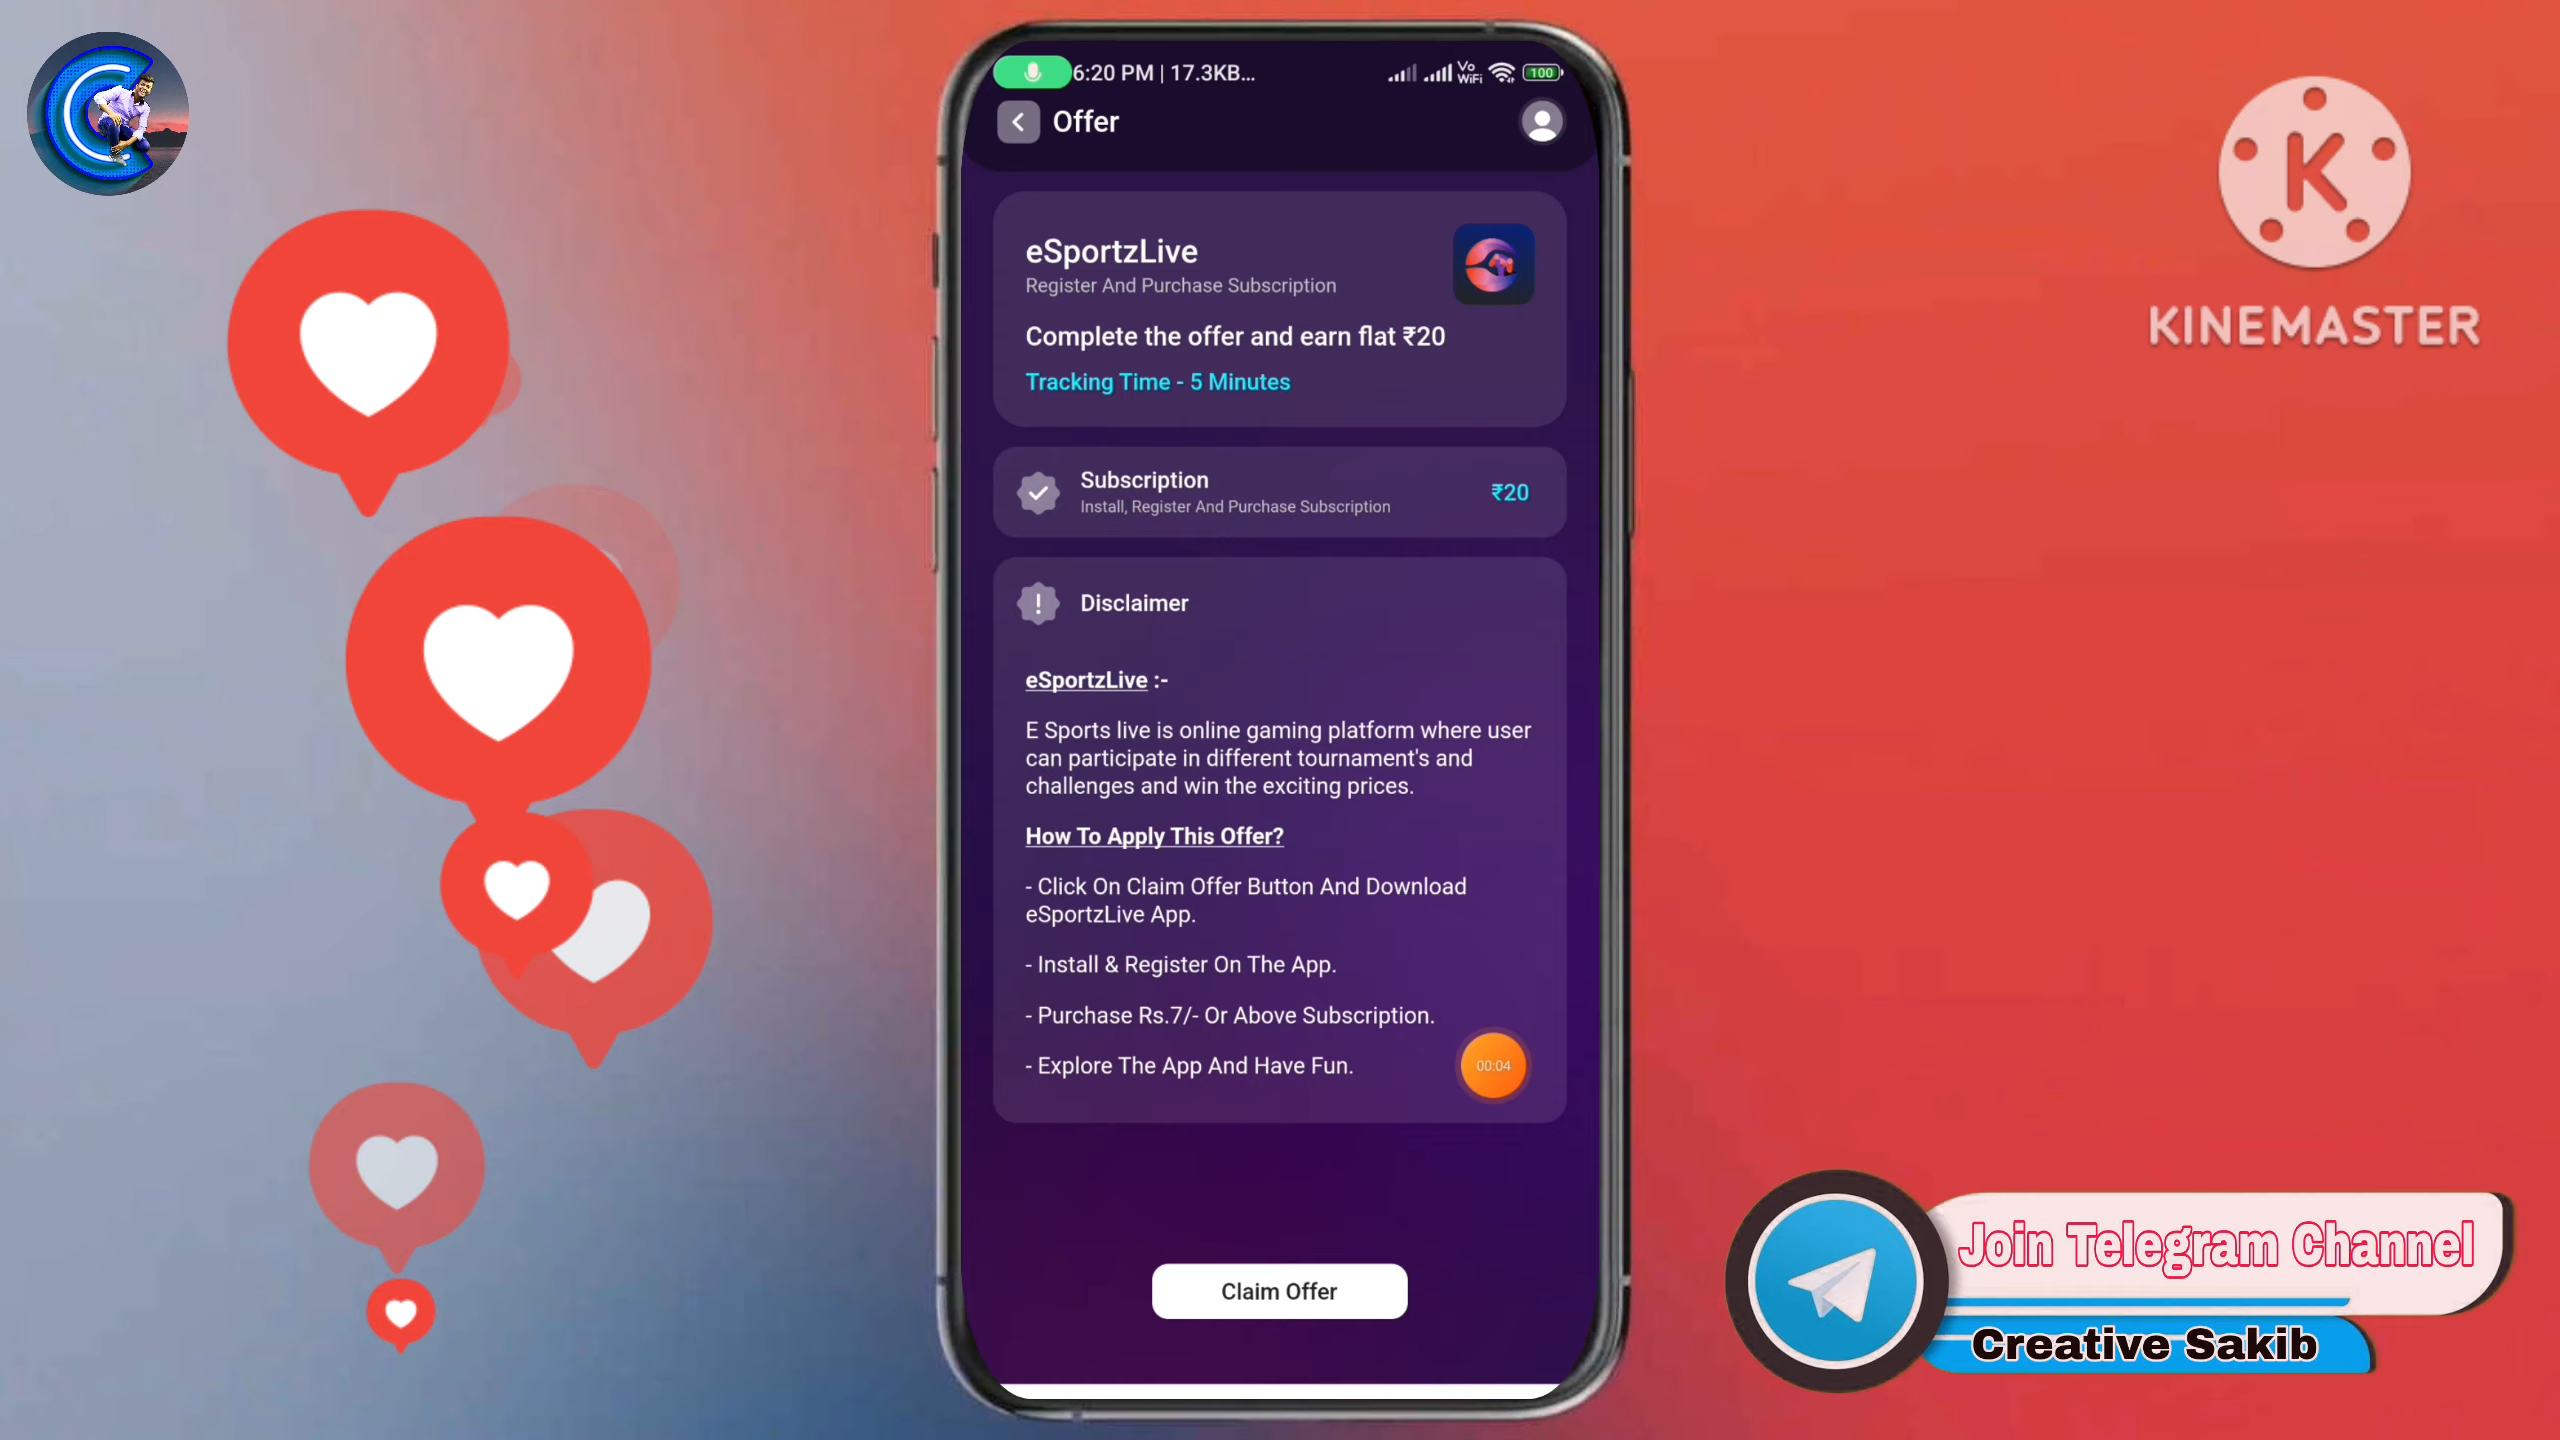 6:20 PM | 17.3KB...
Vo
WiFi
100
Offer
eSportzLive
Register And Purchase Subscription
Complete the offer and earn flat ₹20
Tracking Time - 5 Minutes
Subscription
Install, Register And Purchase Subscription
₹20
Disclaimer
eSportzLive :-
E Sports live is online gaming platform where user
can participate in different tournament's and
challenges and win the exciting prices.
How To Apply This Offer?
- Click On Claim Offer Button And Download
eSportzLive App.
- Install & Register On The App.
- Purchase Rs.7/- Or Above Subscription.
- Explore The App And Have Fun.
00:04
Claim Offer
K
KINEMASTER
Join Telegram Channel
Creative Sakib